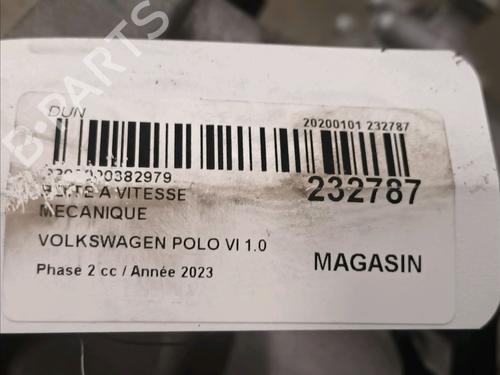 B-PARTS
DUN
20200101 232787
232787
MECANIQUE
VOLKSWAGEN POLO VI 1.0
MAGASIN
Phase 2 cc / Année 2023
A VITESSE